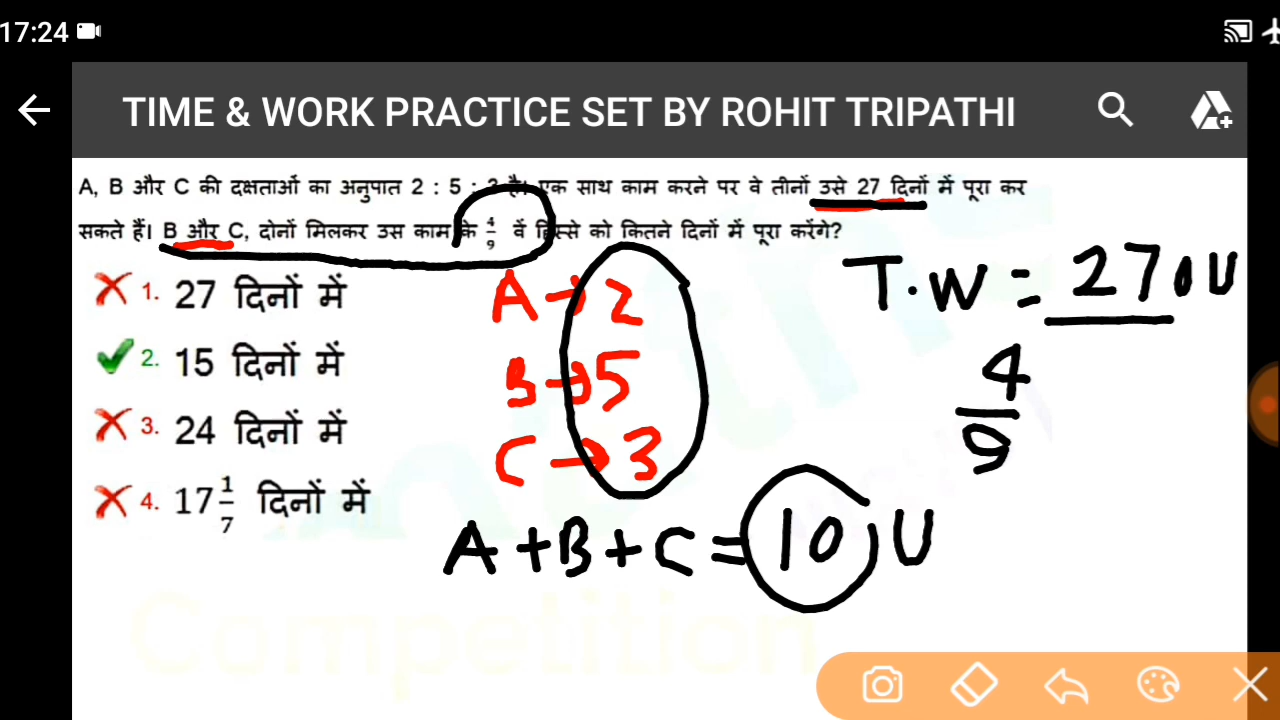 17:24
TIME & WORK PRACTICE SET BY ROHIT TRIPATHI
A, B और C की दक्षताओं का अनुपात 2 : 5 : 3 है। एक साथ काम करने पर वे तीनों उसे 27 दिनों में पूरा कर
सकते हैं। B और C, दोनों मिलकर उस काम के 4/9 वें हिस्से को कितने दिनों में पूरा करेंगे?
1. 27 दिनों में
2. 15 दिनों में
3. 24 दिनों में
4. 17 1/7 दिनों में
A → 2
B → 5
C → 3
A + B + C = 10 U
T.W = 270 U
4/9
Competition